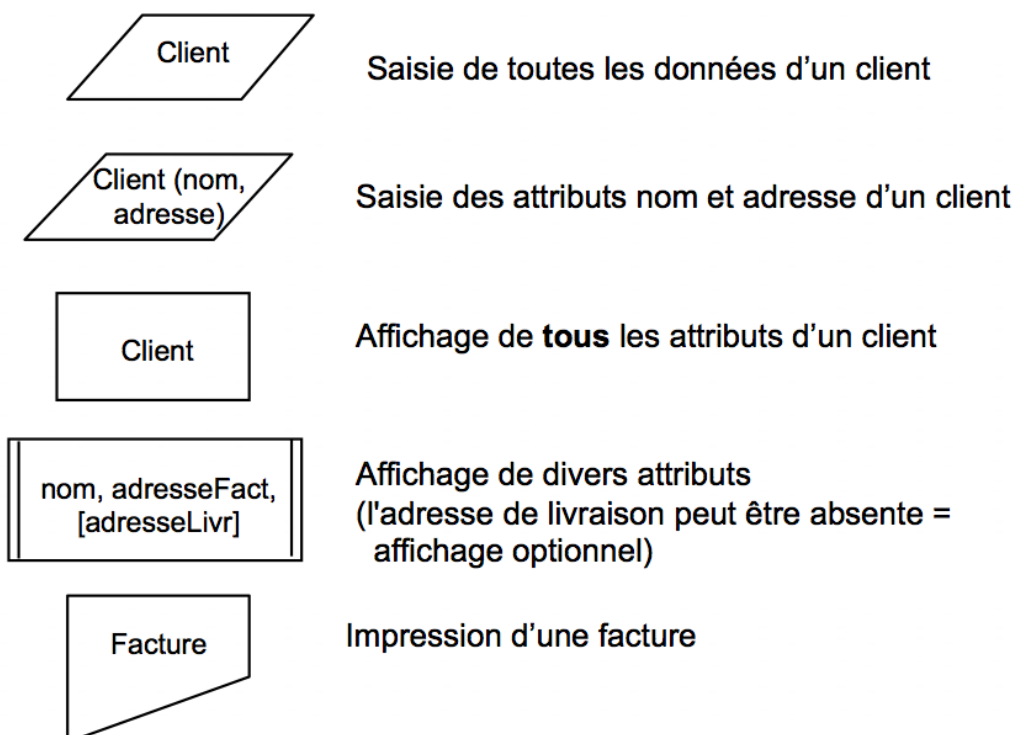 Client
Saisie de toutes les données d'un client
Client (nom,
adresse)
Saisie des attributs nom et adresse d'un client
Client
Affichage de tous les attributs d'un client
nom, adresseFact,
[adresseLivr]
Affichage de divers attributs
(l'adresse de livraison peut être absente =
affichage optionnel)
Facture
Impression d'une facture